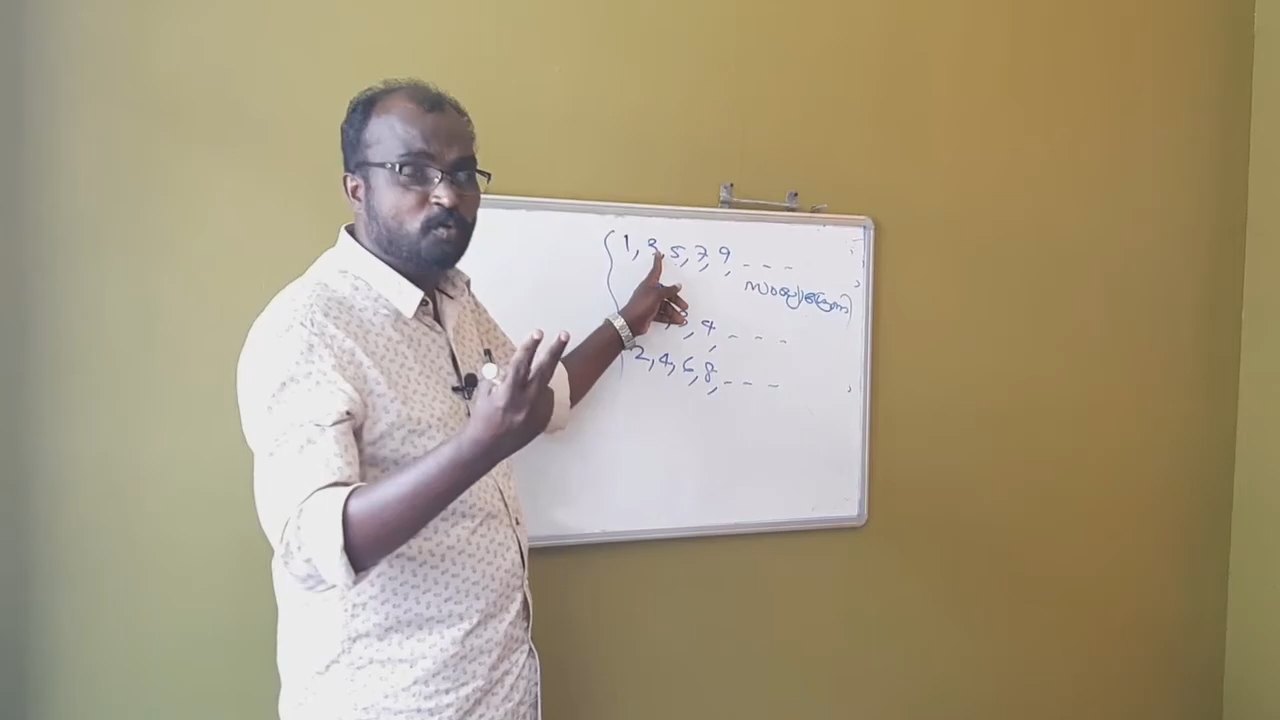 1, 3, 5, 7, 9, - - -
സംഖ്യാശ്രേണി
, 4, - - -
2, 4, 6, 8, - - -